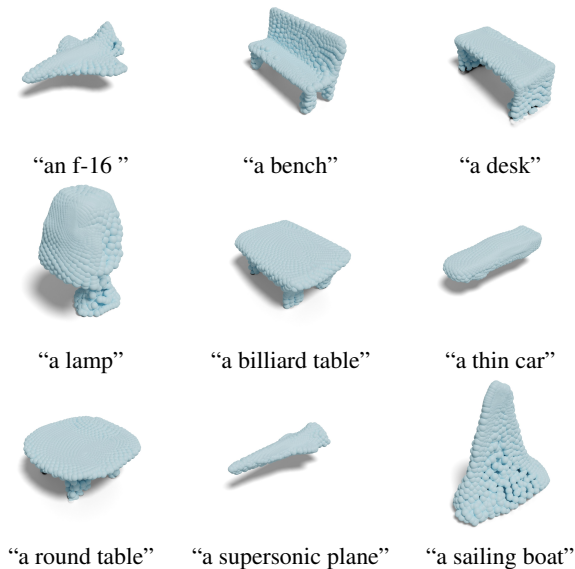 “an f-16 ”
“a bench”
“a desk”
“a lamp”
“a billiard table”
“a thin car”
“a round table”
“a supersonic plane”
“a sailing boat”